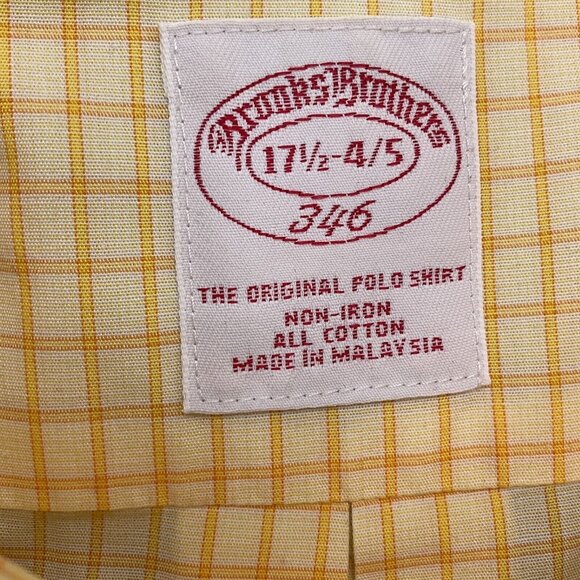 Brooks Brothers
17½-4/5
346
THE ORIGINAL POLO SHIRT
NON-IRON
ALL COTTON
MADE IN MALAYSIA